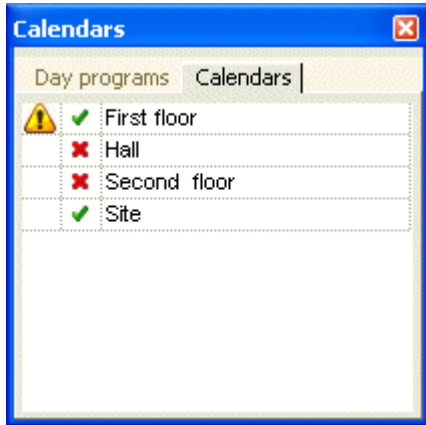 Calendars
Day programs Calendars
First floor
Hall
Second floor
Site